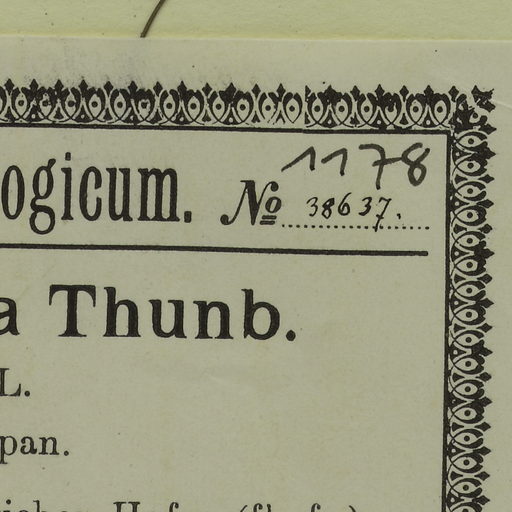 1178
ogicum. No 38637.
a Thunb.
L.
pan.